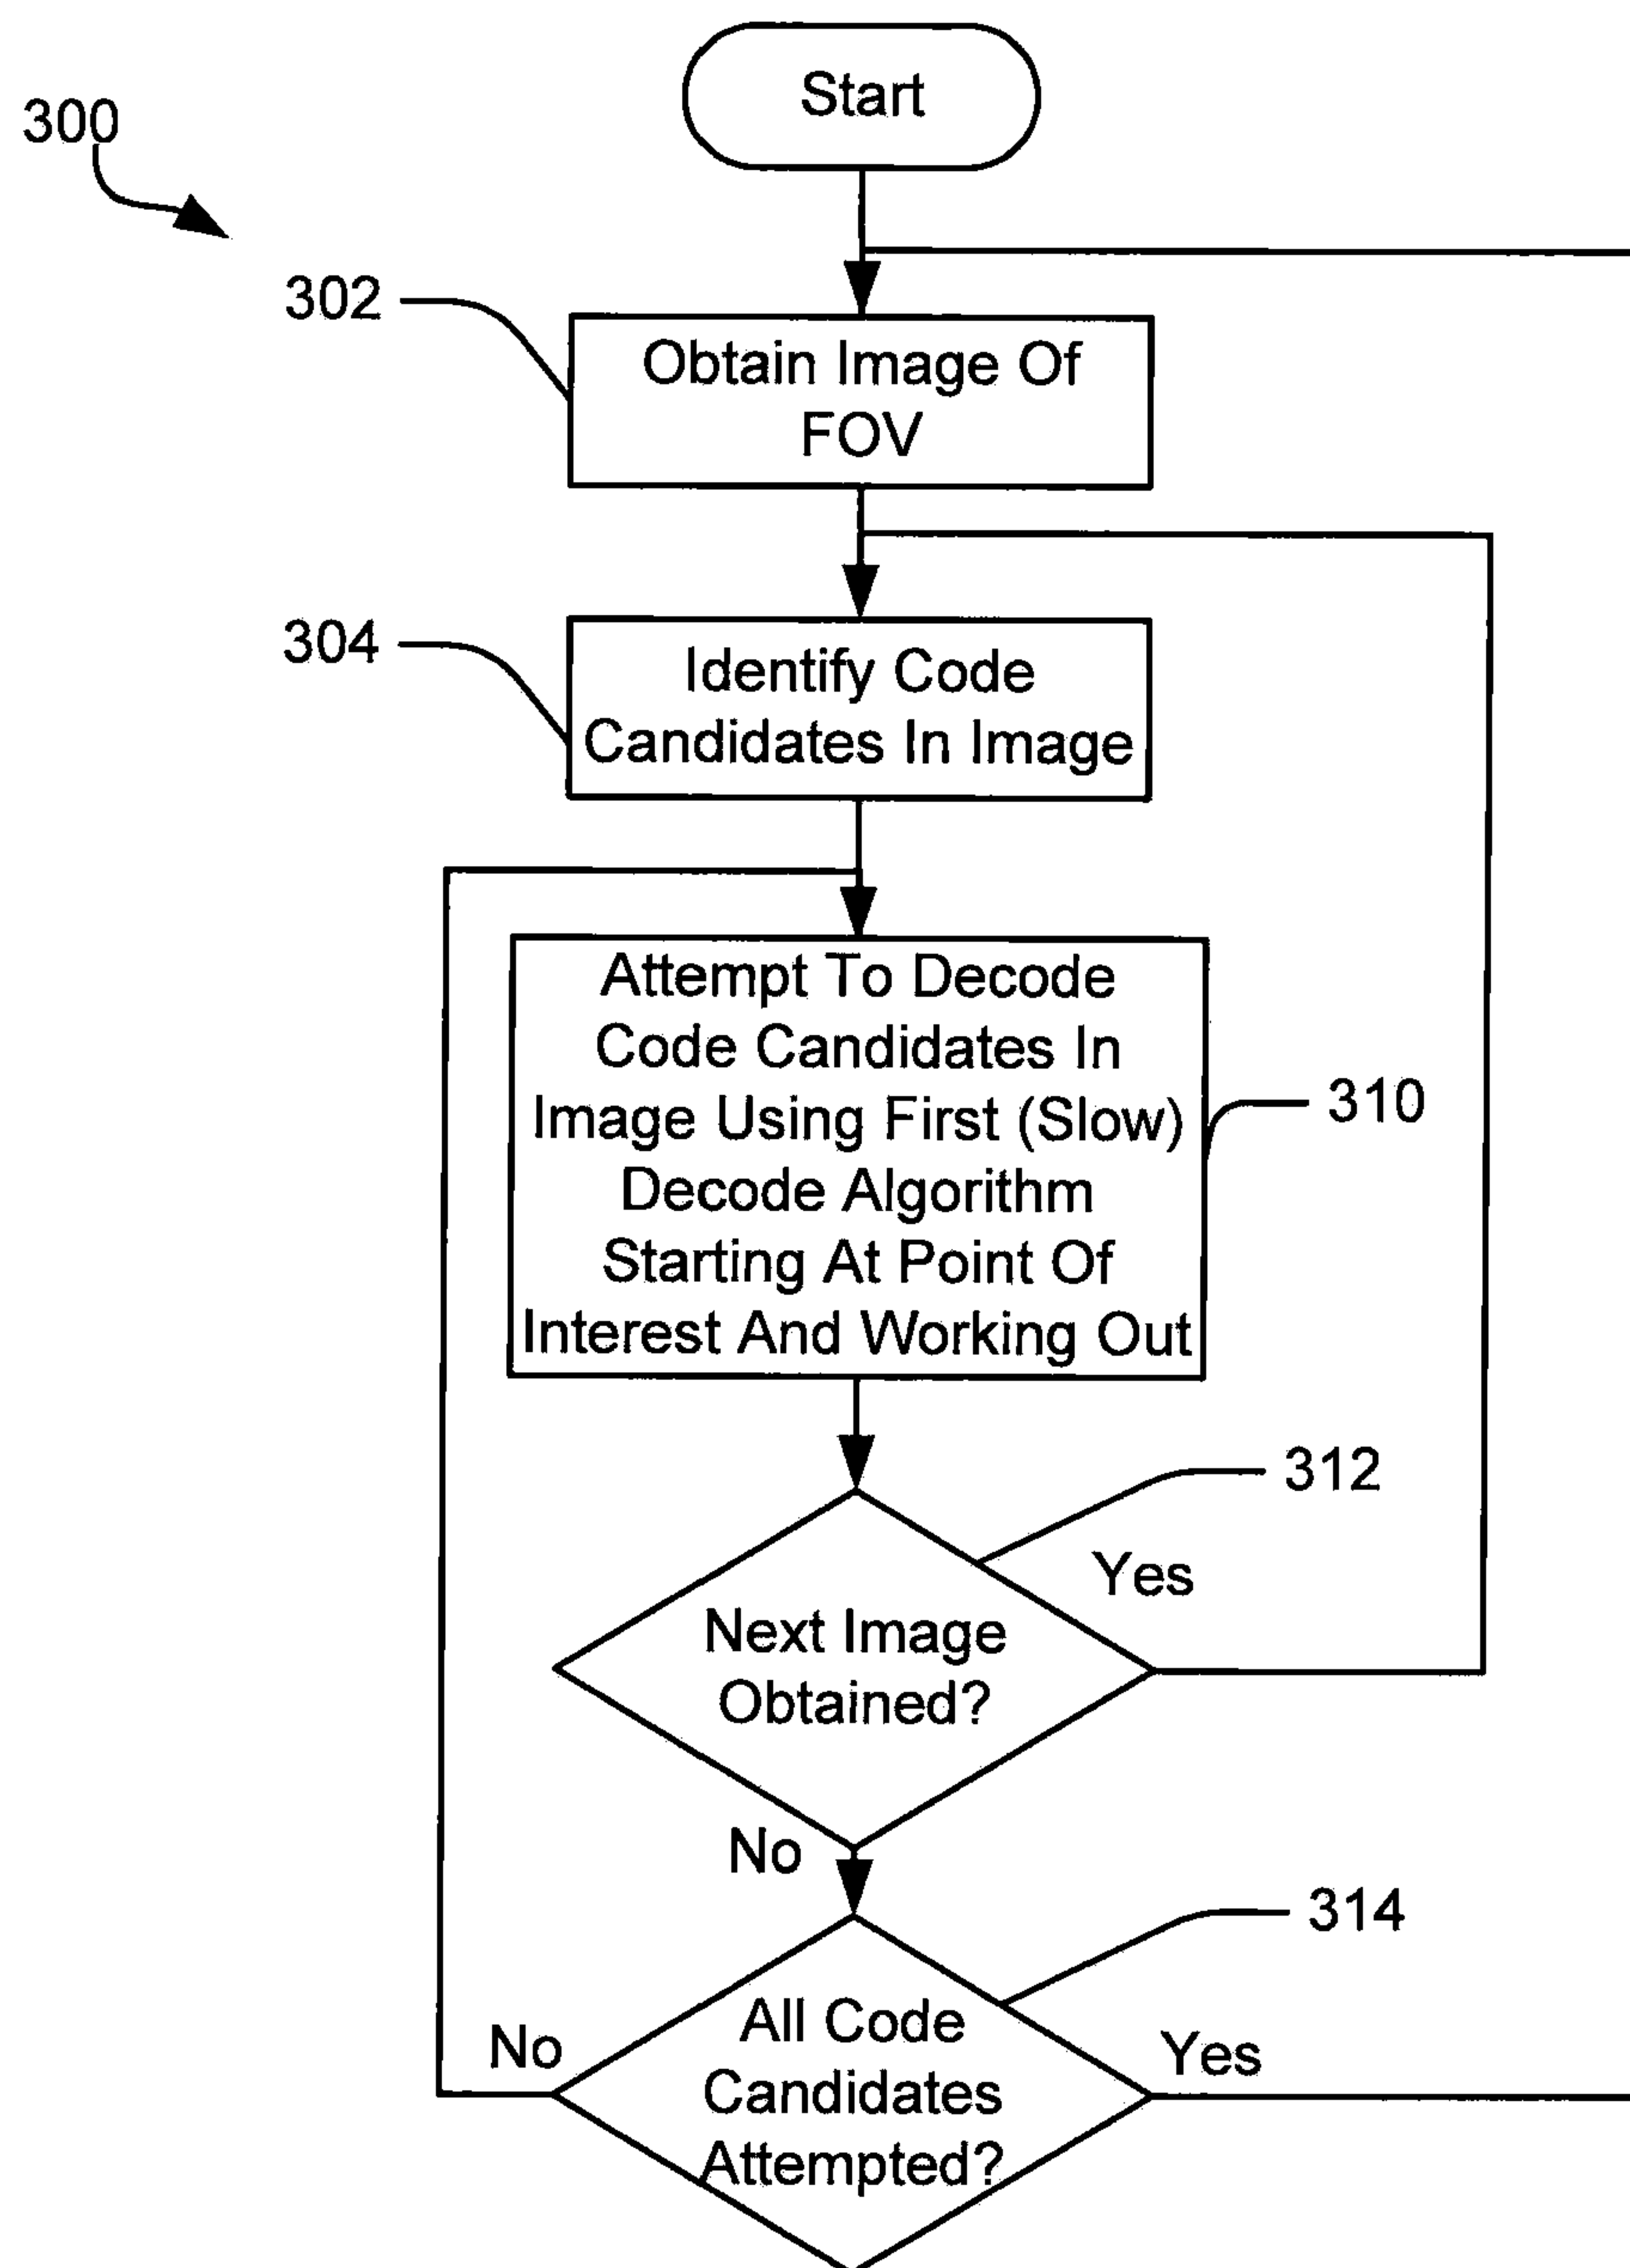 Start
300
302
Obtain Image Of
FOV
304
Identify Code
Candidates In Image
Attempt To Decode
Code Candidates In
Image Using First (Slow)
Decode Algorithm
Starting At Point Of
Interest And Working Out
310
312
Yes
Next Image
Obtained?
No
314
All Code
Candidates
Attempted?
No
Yes